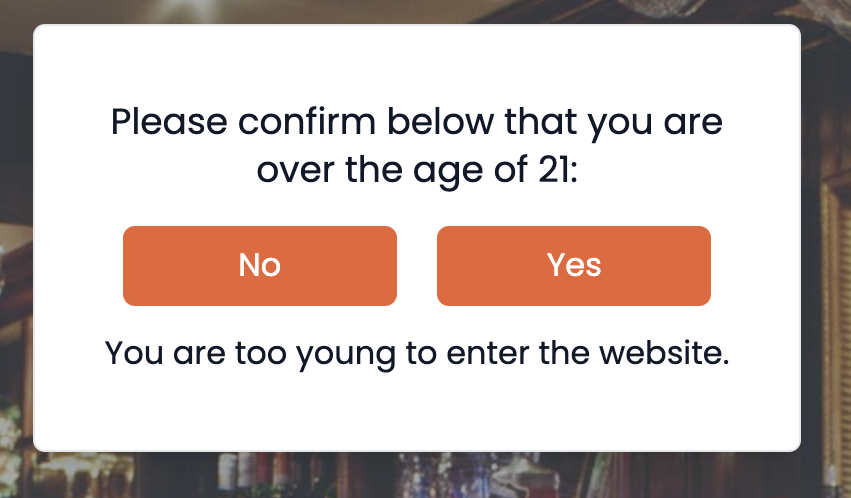 Please confirm below that you are
over the age of 21:
No
Yes
You are too young to enter the website.